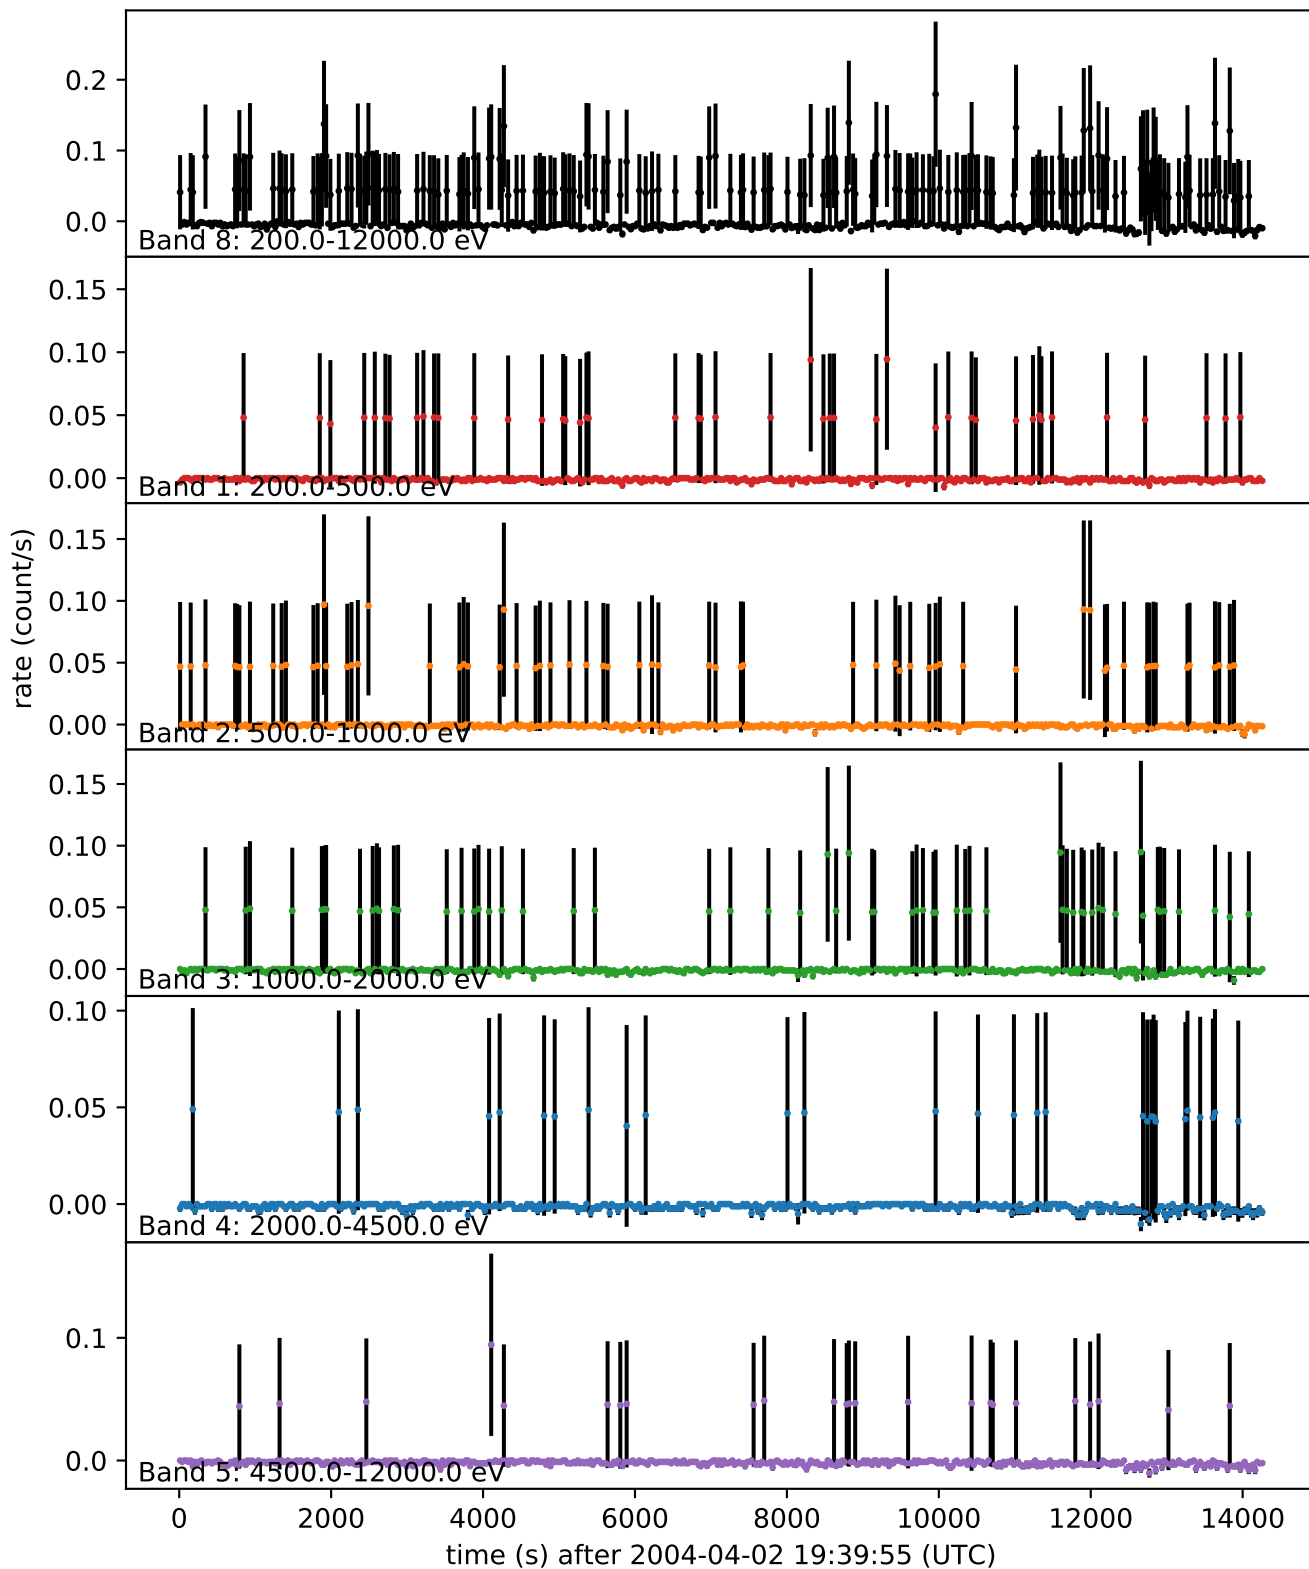 0.2
0.1
0.0
Band 8: 200.0-12000.0 eV
0.15
0.10
0.05
0.00
Band 1: 200.0-500.0 eV
0.15
0.10
0.05
0.00
Band 2: 500.0-1000.0 eV
rate (count/s)
0.15
0.10
0.05
0.00
Band 3: 1000.0-2000.0 eV
0.10
0.05
0.00
Band 4: 2000.0-4500.0 eV
0.1
0.0
Band 5: 4500.0-12000.0 eV
0 2000 4000 6000 8000 10000 12000 14000
time (s) after 2004-04-02 19:39:55 (UTC)